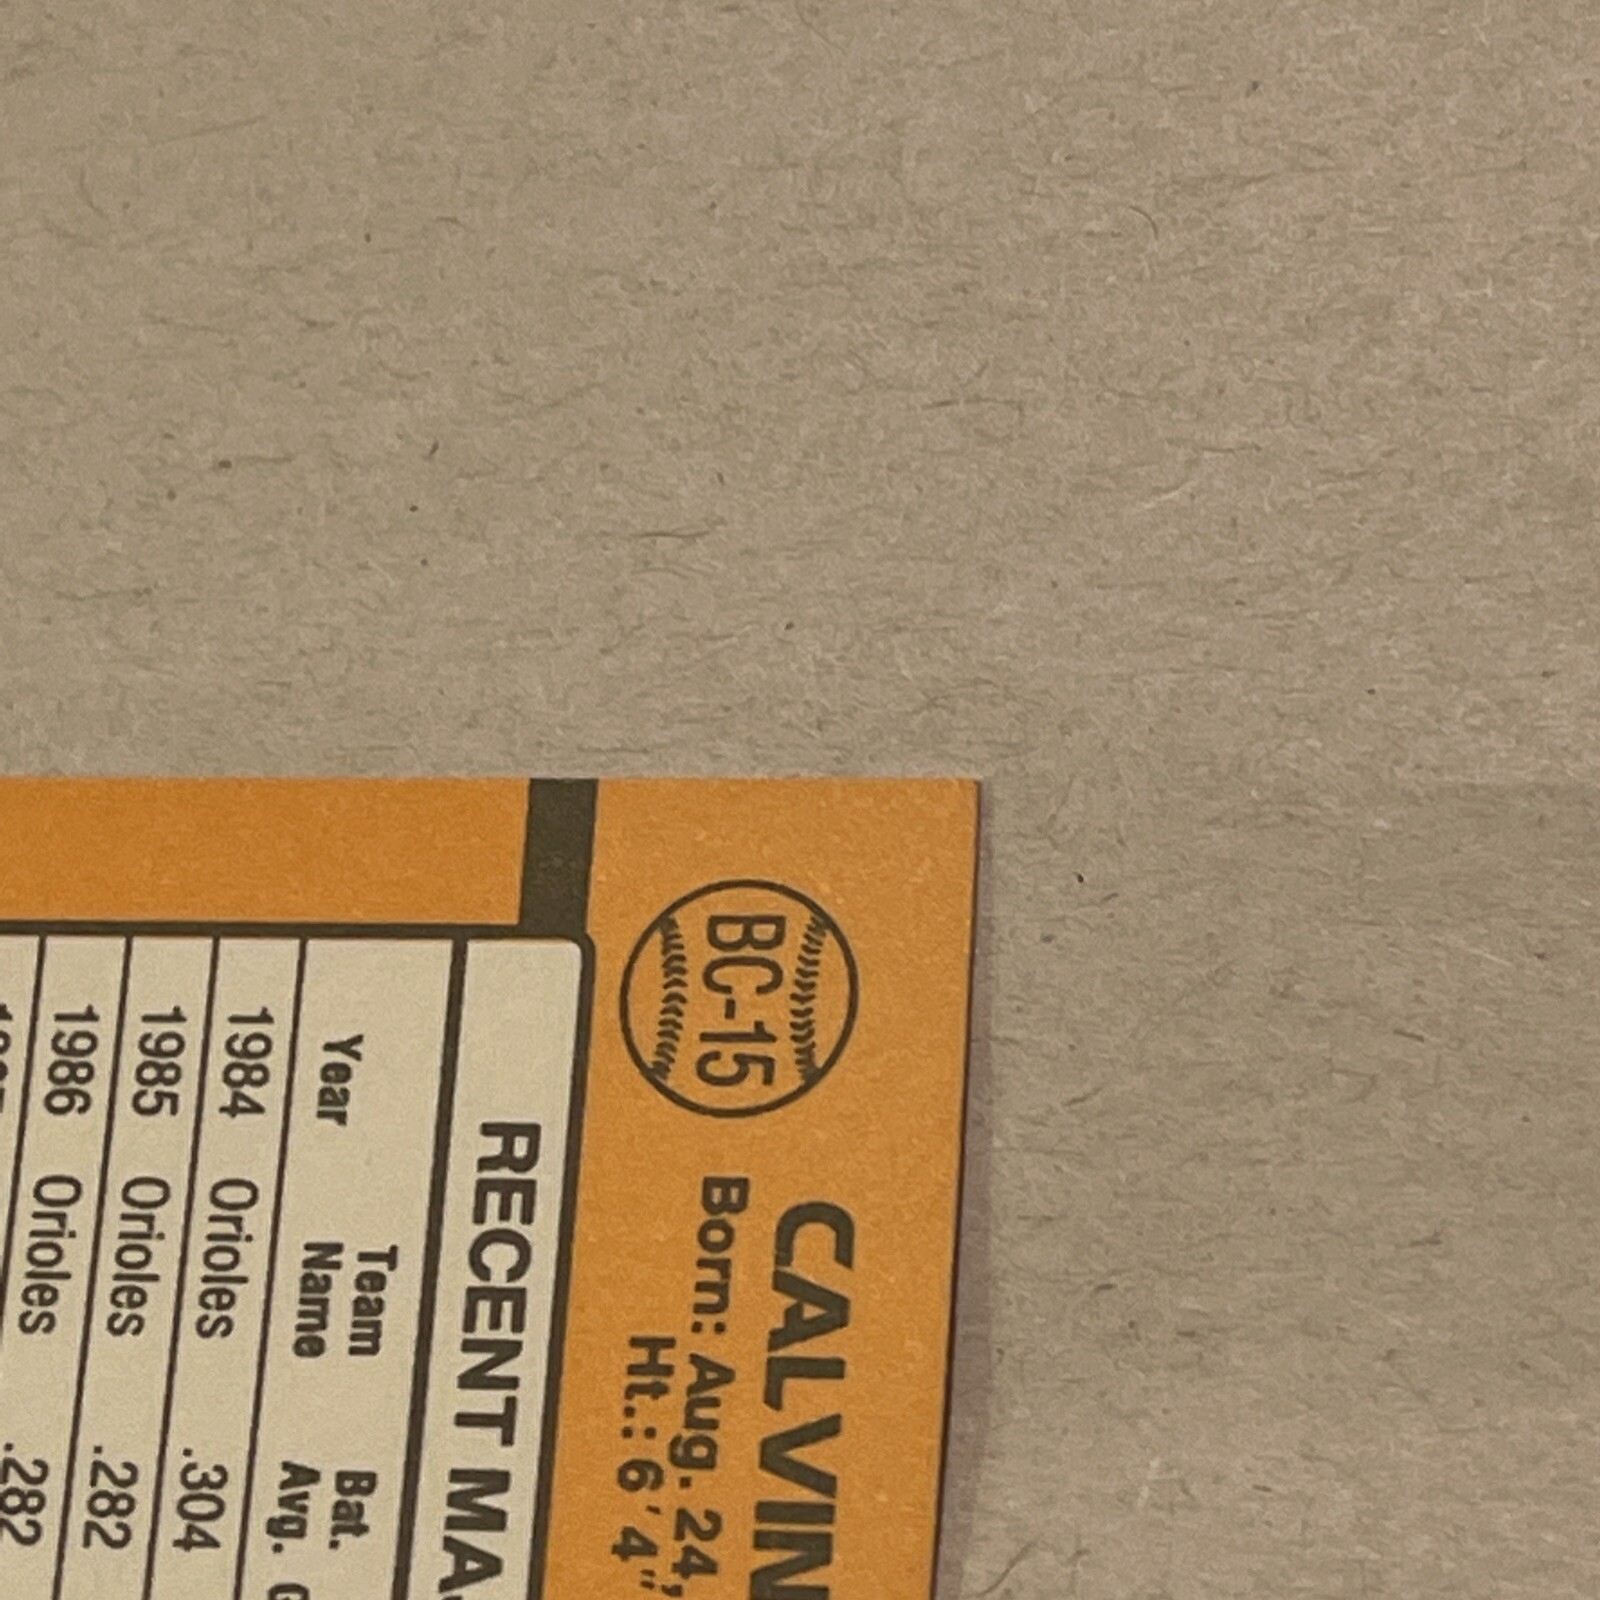 BC-15
CALVIN
Born: Aug. 24,
Ht.: 6' 4"
RECENT MA
Year Team Name Bat. Avg. G
1984 Orioles .304
1985 Orioles .282
1986 Orioles .282